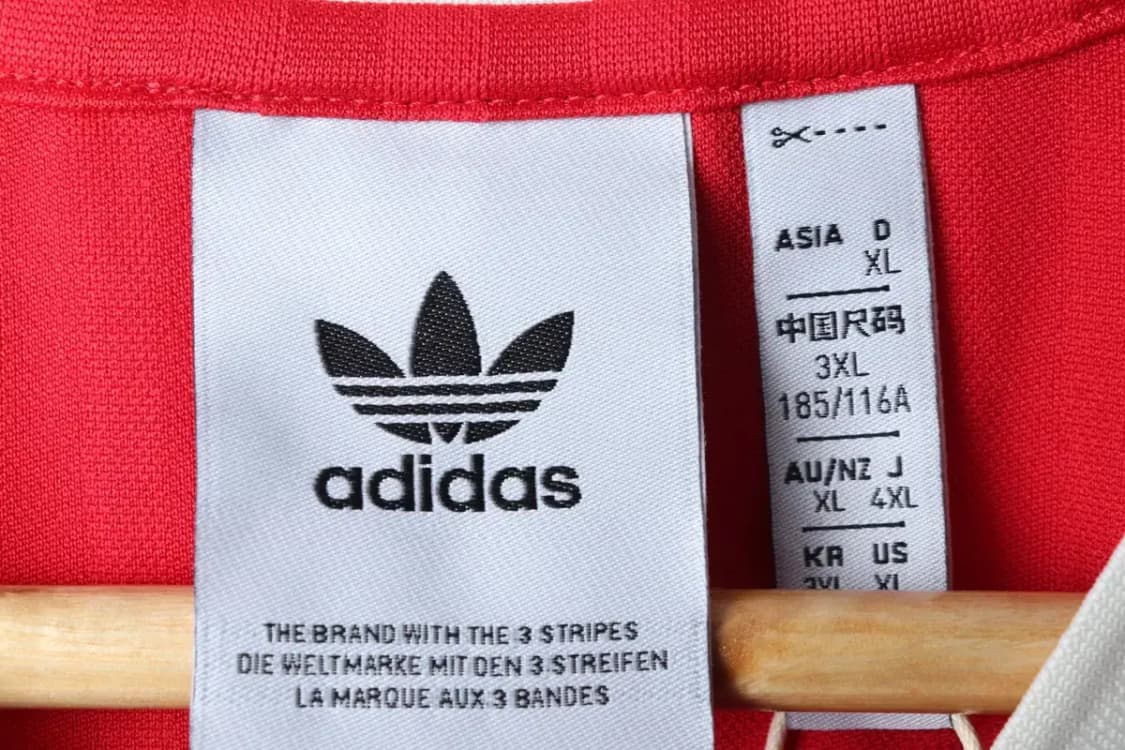 adidas
THE BRAND WITH THE 3 STRIPES
DIE WELTMARKE MIT DEN 3 STREIFEN
LA MARQUE AUX 3 BANDES
ASIA D
XL
中国尺码
3XL
185/116A
AU/NZ J
XL 4XL
KR US
XL